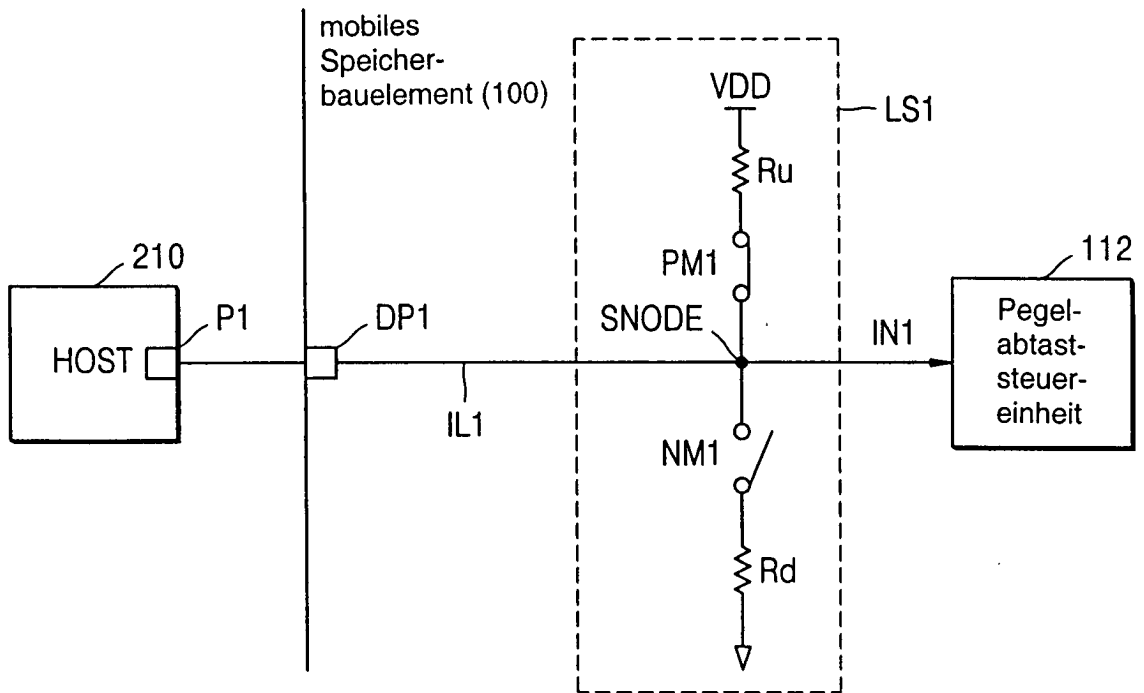 mobiles
Speicher-
bauelement (100)
VDD
LS1
Ru
210
PM1
112
P1
DP1
SNODE
IN1
HOST
Pegel-
abtast-
steuer-
einheit
IL1
NM1
Rd